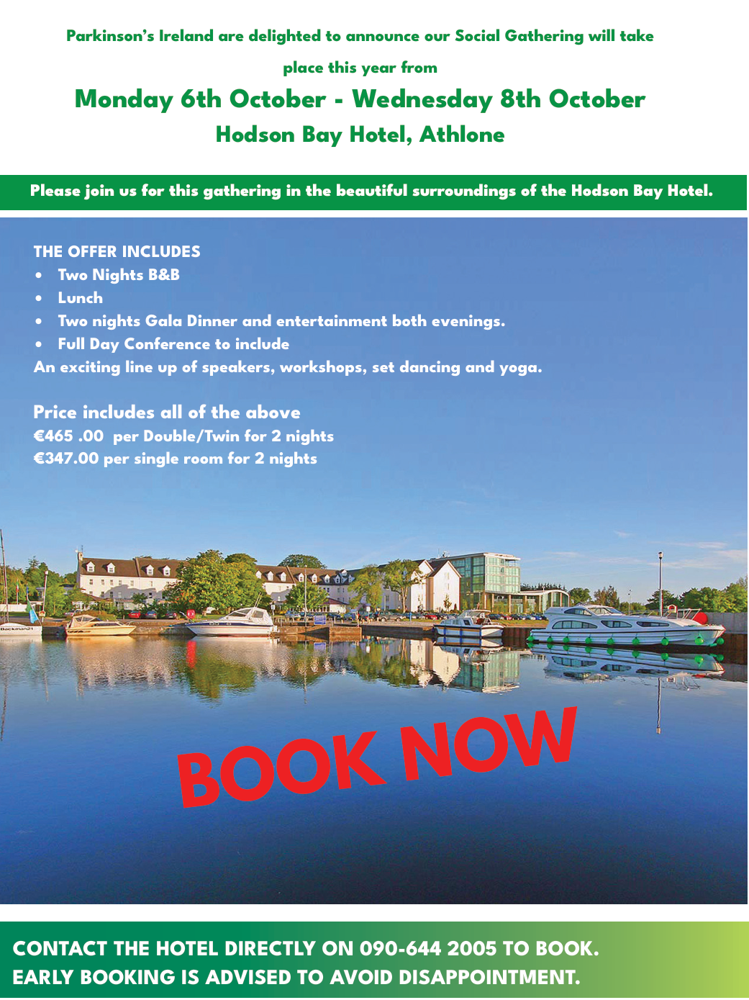 Parkinson’s Ireland are delighted to announce our Social Gathering will take
place this year from
Monday 6th October - Wednesday 8th October
Hodson Bay Hotel, Athlone
Please join us for this gathering in the beautiful surroundings of the Hodson Bay Hotel.
THE OFFER INCLUDES
• Two Nights B&B
• Lunch
• Two nights Gala Dinner and entertainment both evenings.
• Full Day Conference to include
An exciting line up of speakers, workshops, set dancing and yoga.
Price includes all of the above
€465 .00  per Double/Twin for 2 nights
€347.00 per single room for 2 nights
Backman21
BOOK NOW
CONTACT THE HOTEL DIRECTLY ON 090-644 2005 TO BOOK.
EARLY BOOKING IS ADVISED TO AVOID DISAPPOINTMENT.